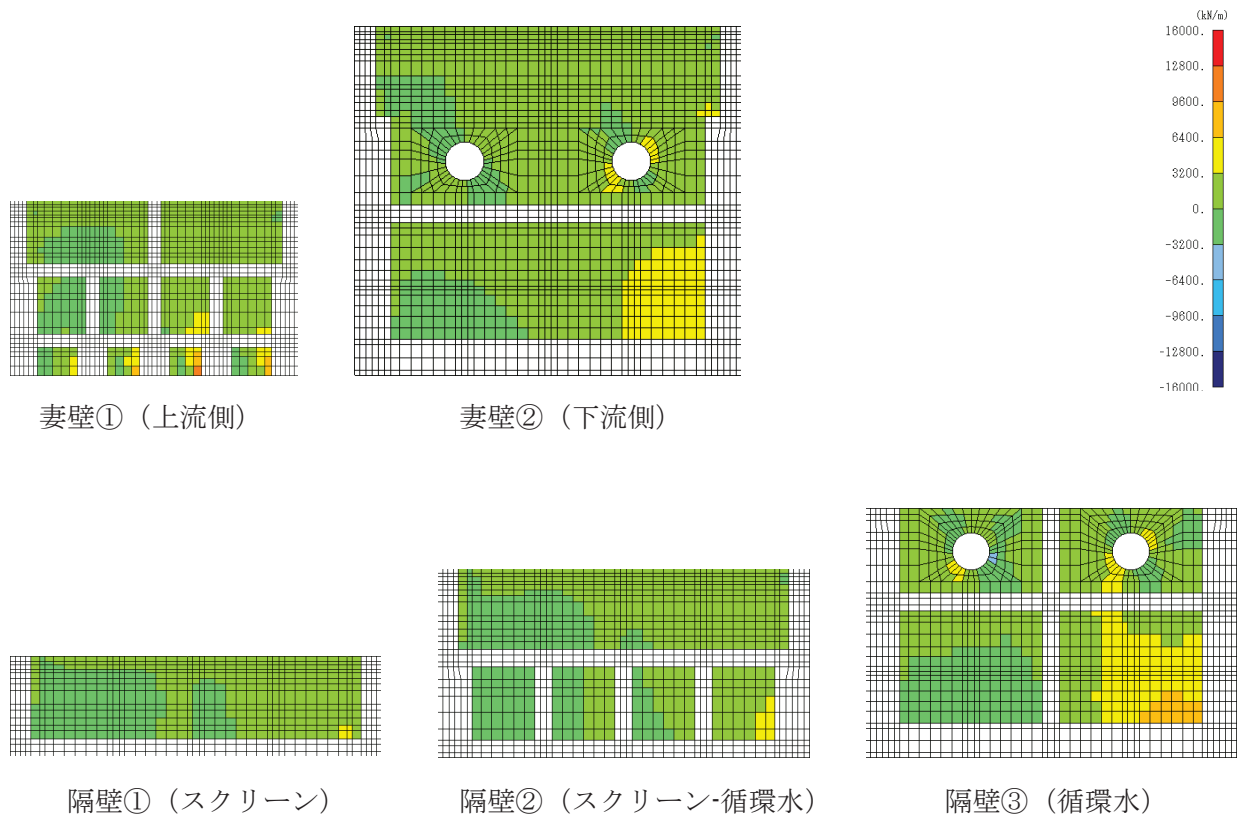 (kN/m)
16000.
12800.
9600.
6400.
3200.
0.
-3200.
-6400.
-9600.
-12800.
-16000.
妻壁①（上流側）
妻壁②（下流側）
隔壁①（スクリーン）
隔壁②（スクリーン-循環水）
隔壁③（循環水）